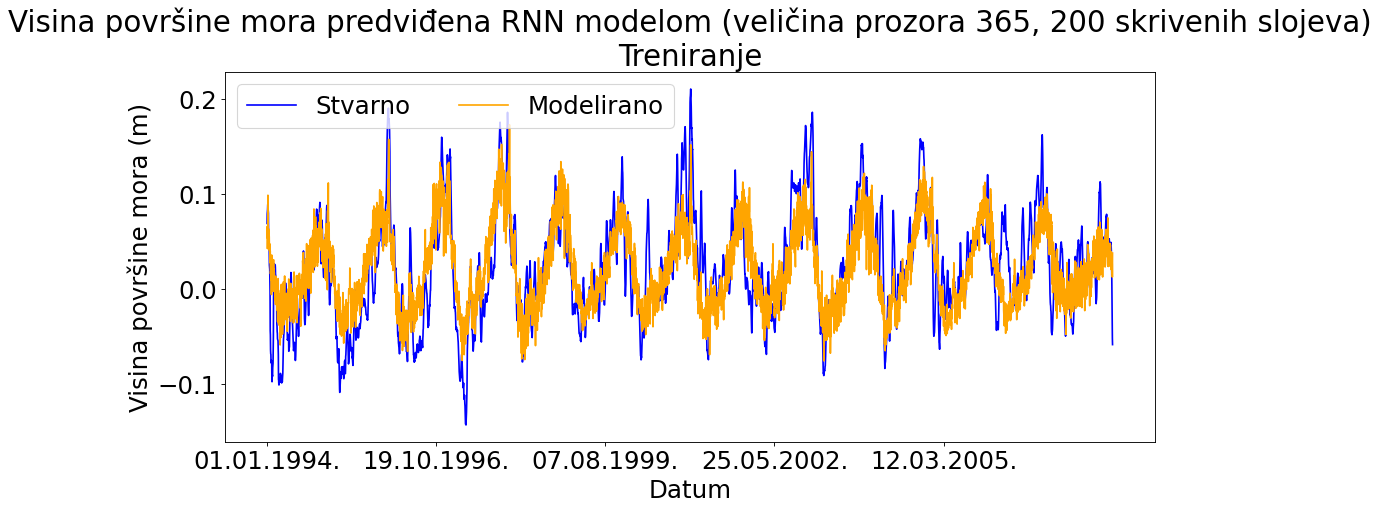 Visina površine mora predviđena RNN modelom (veličina prozora 365, 200 skrivenih slojeva)
Treniranje
Stvarno Modelirano
Visina površine mora (m)
0.2
0.1
0.0
−0.1
01.01.1994. 19.10.1996. 07.08.1999. 25.05.2002. 12.03.2005.
Datum